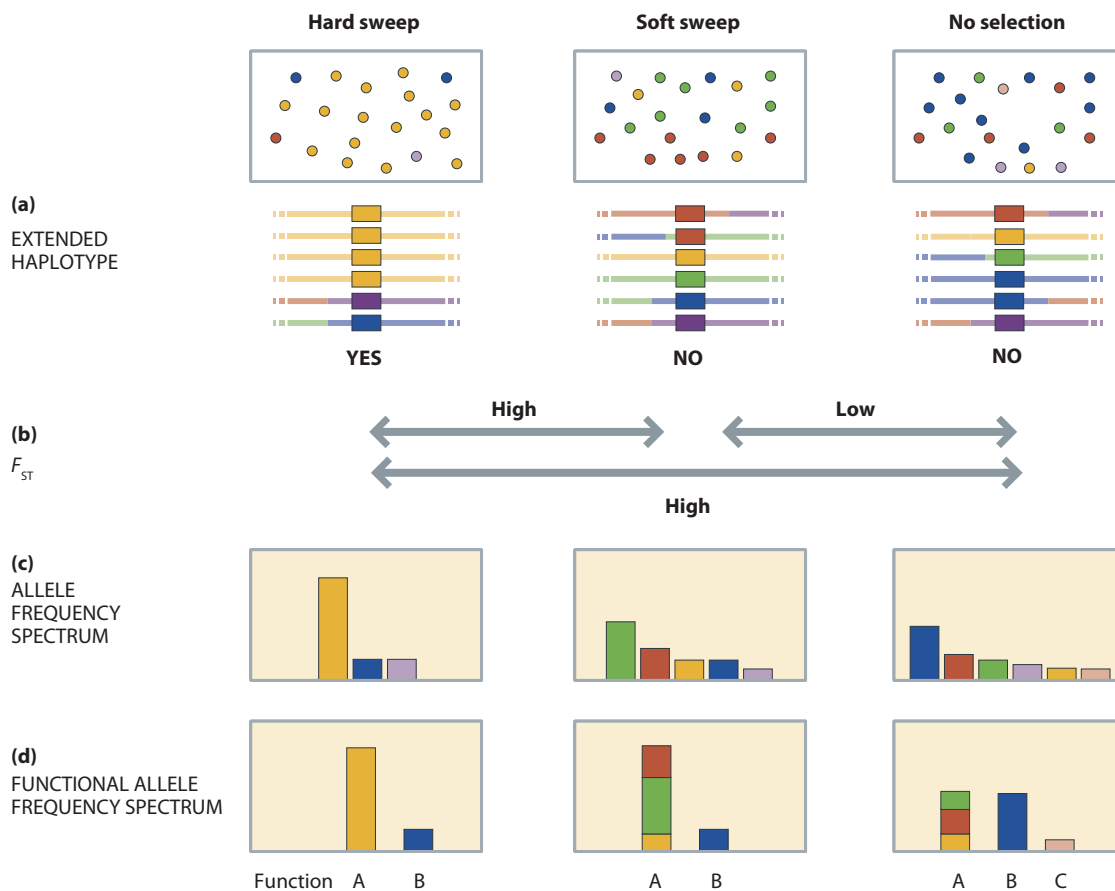 Hard sweep
Soft sweep
No selection
(a)
EXTENDED
HAPLOTYPE
YES
NO
NO
(b)
F_ST
High
Low
High
(c)
ALLELE
FREQUENCY
SPECTRUM
(d)
FUNCTIONAL ALLELE
FREQUENCY SPECTRUM
Function A B
A B
A B C